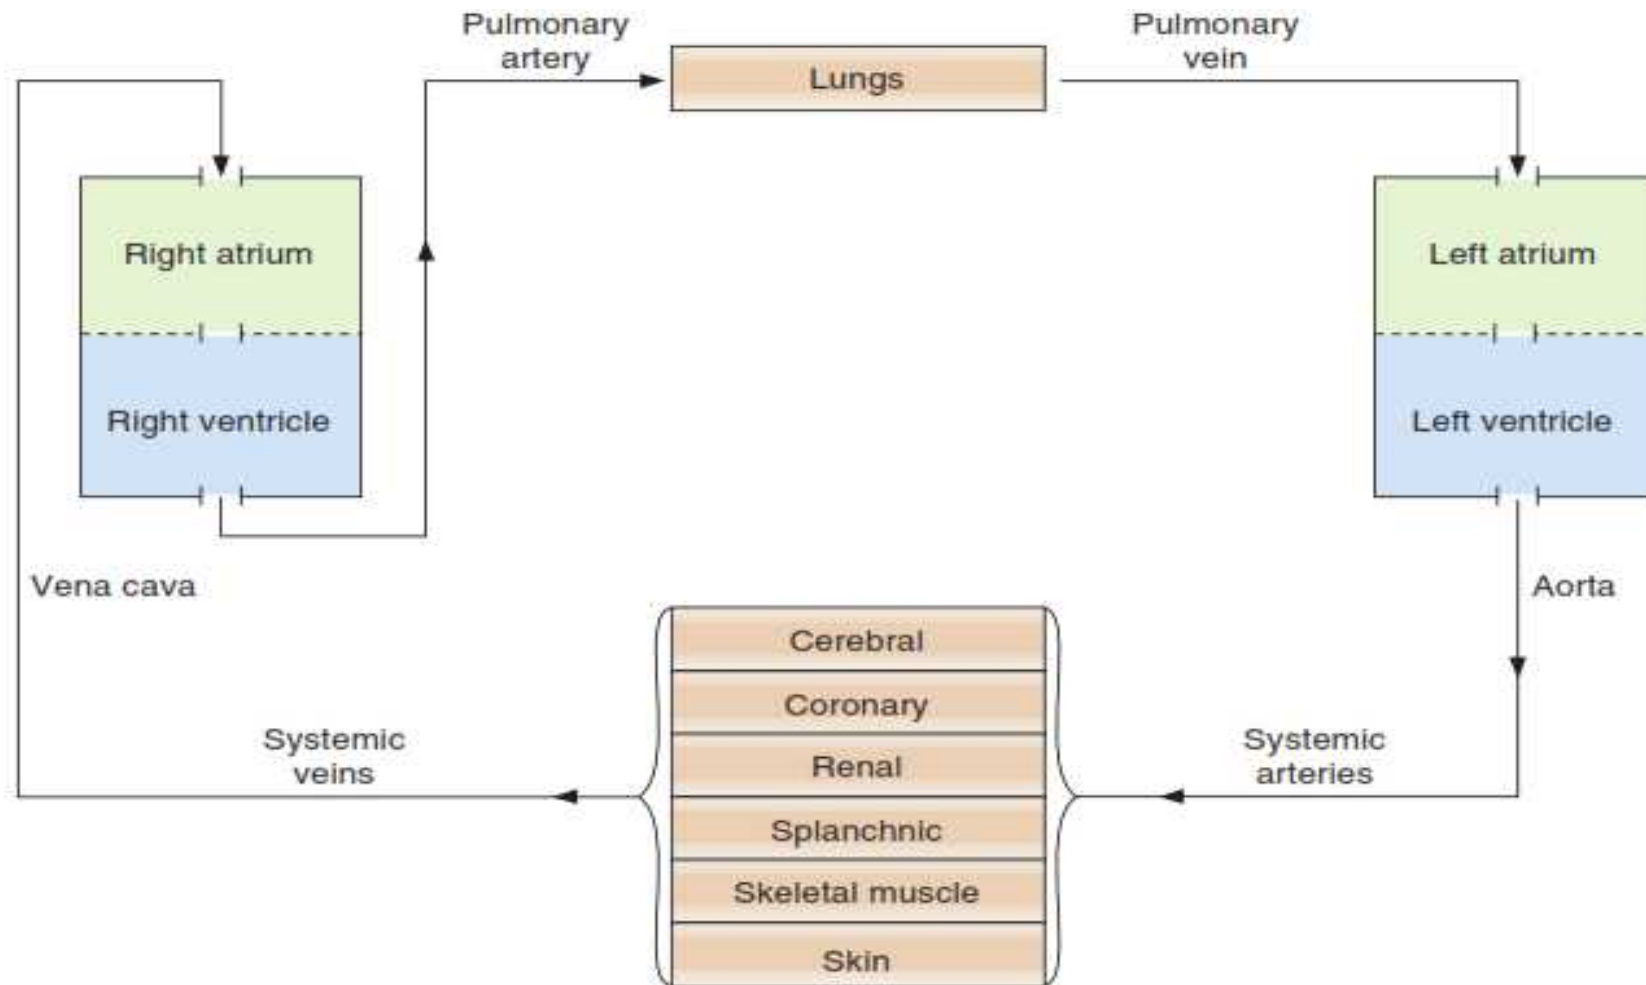 Pulmonary
artery
Lungs
Pulmonary
vein
Right atrium
Left atrium
Right ventricle
Left ventricle
Vena cava
Aorta
Cerebral
Coronary
Systemic
veins
Renal
Systemic
arteries
Splanchnic
Skeletal muscle
Skin